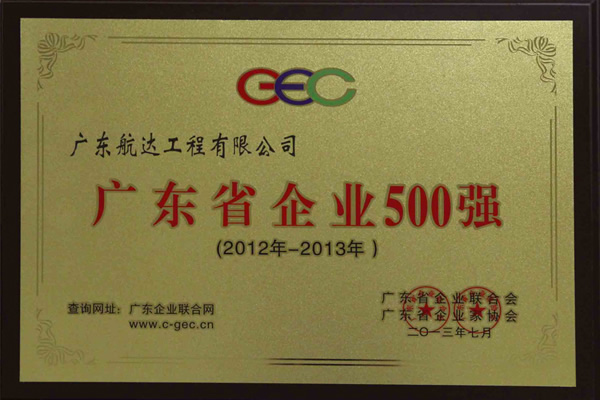 GEC
广东航达工程有限公司
广东省企业500强
(2012年-2013年)
查询网址：广东企业联合网
www.c-gec.cn
广东省企业联合会
广东省企业家协会
二〇一三年七月